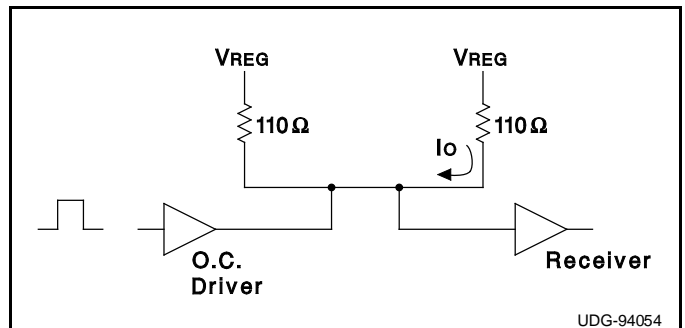 VREG VREG
110Ω 110Ω
IO
O.C.
Driver
Receiver
UDG-94054